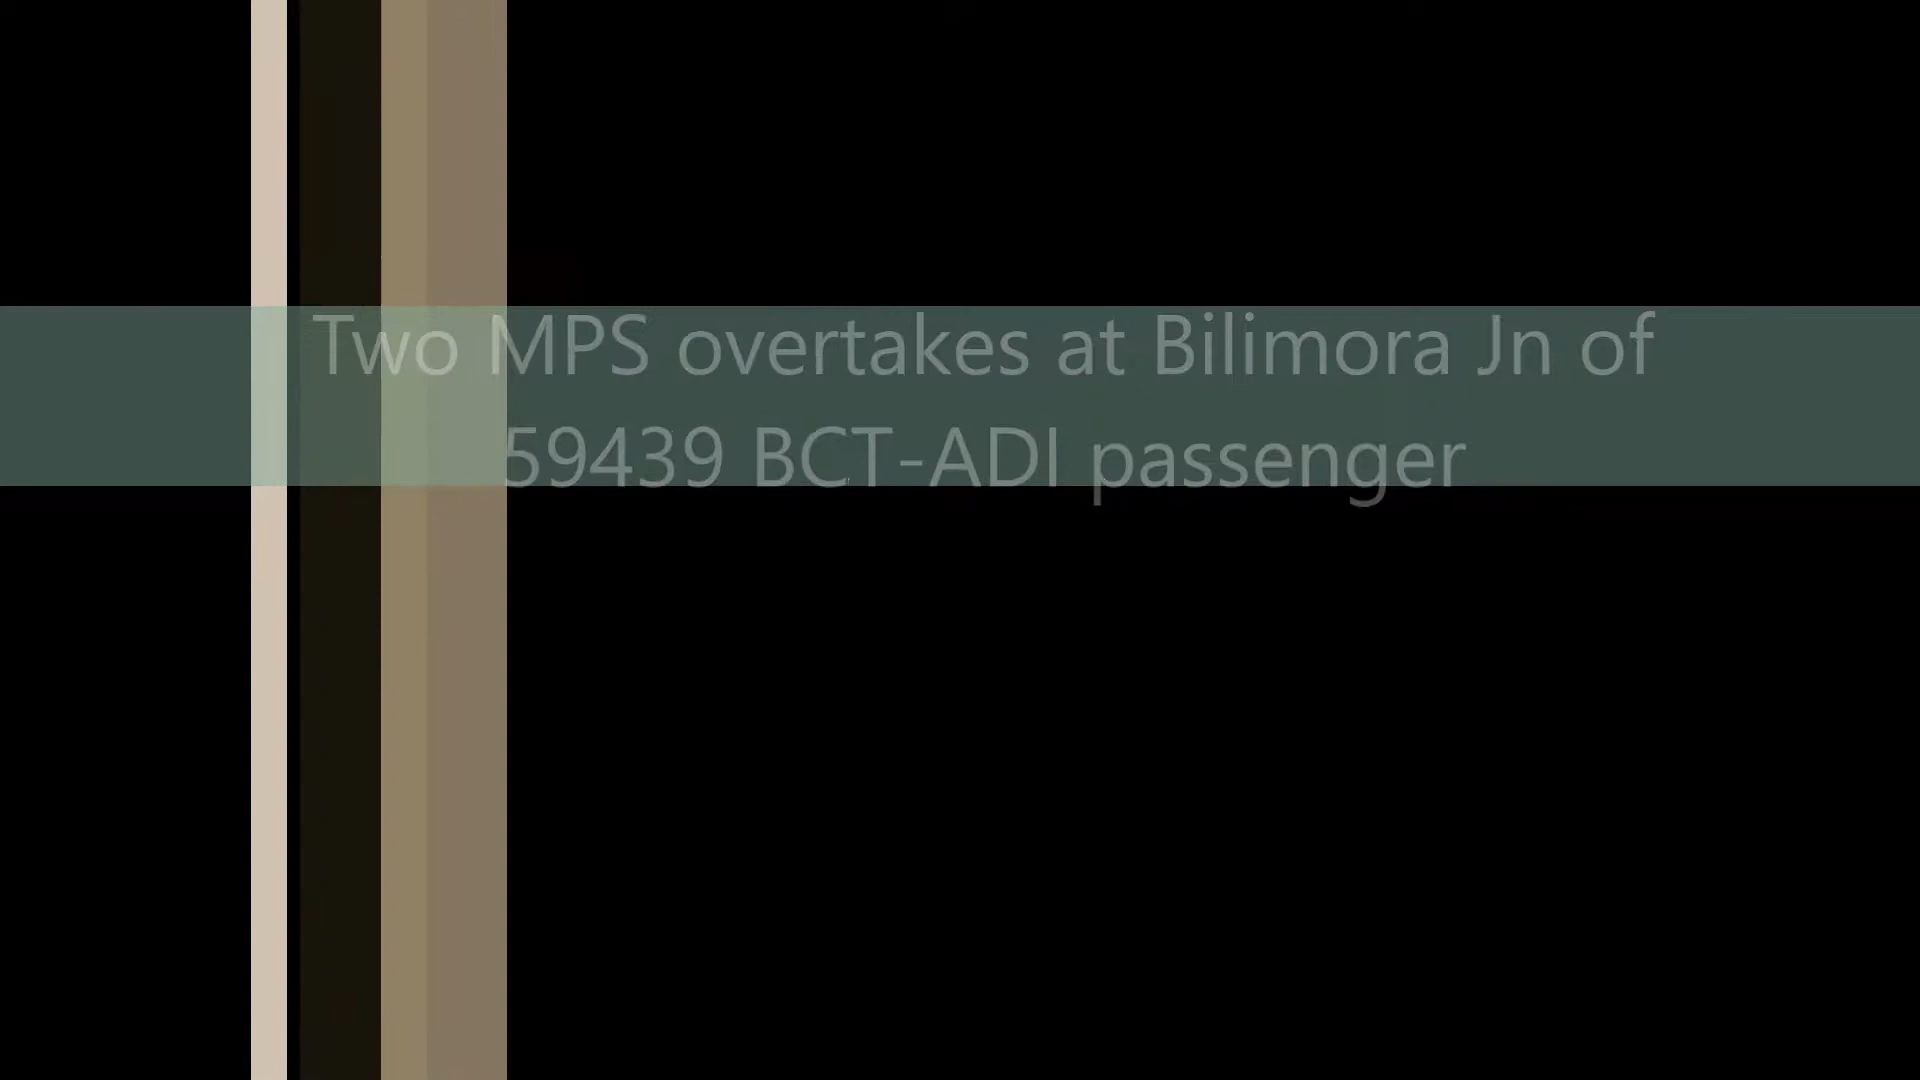 Two MPS overtakes at Bilimora Jn of
59439 BCT-ADI passenger